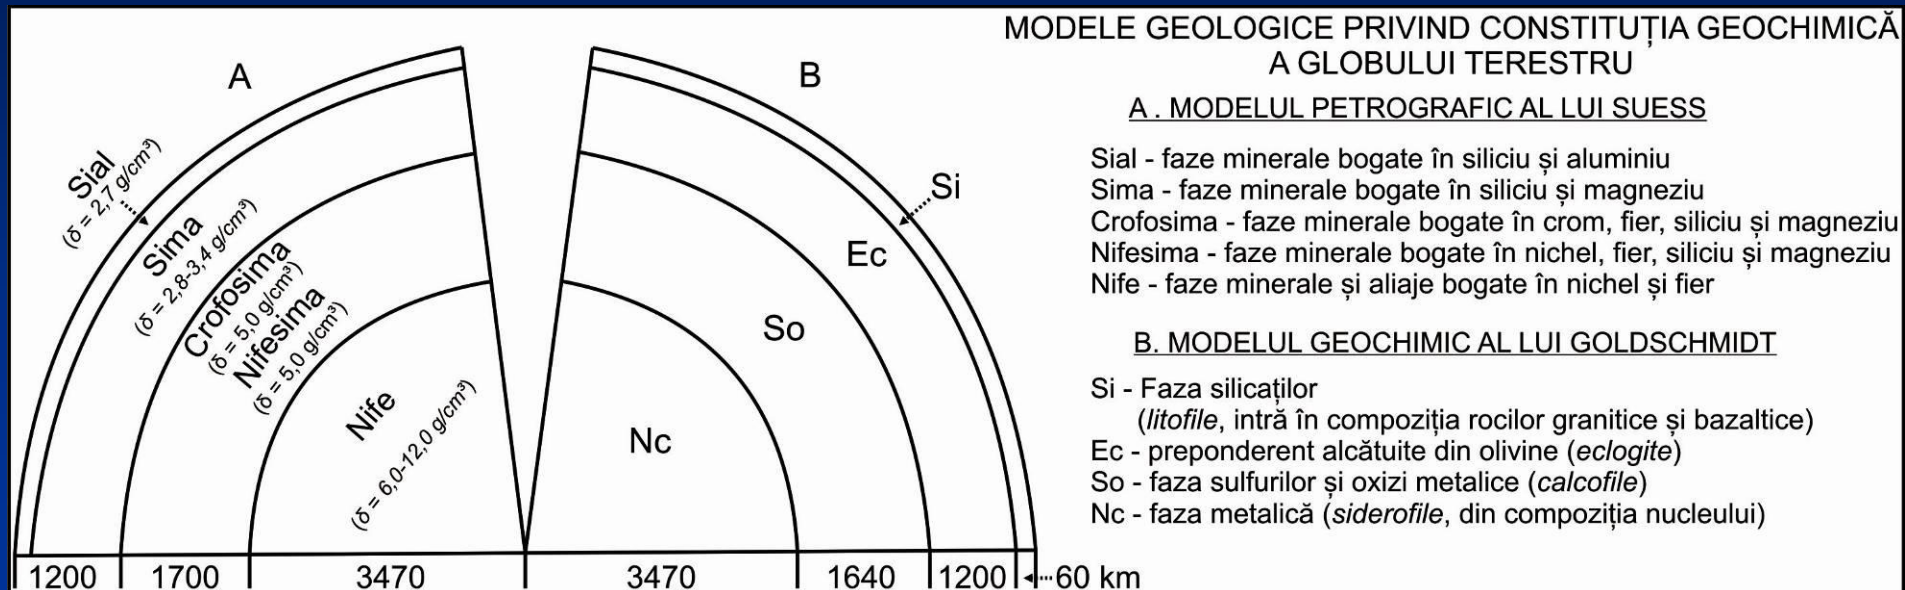 MODELE GEOLOGICE PRIVIND CONSTITUȚIA GEOCHIMICĂ
A GLOBULUI TERESTRU
A . MODELUL PETROGRAFIC AL LUI SUESS
Sial - faze minerale bogate în siliciu și aluminiu
Sima - faze minerale bogate în siliciu și magneziu
Crofosima - faze minerale bogate în crom, fier, siliciu și magneziu
Nifesima - faze minerale bogate în nichel, fier, siliciu și magneziu
Nife - faze minerale și aliaje bogate în nichel și fier
B. MODELUL GEOCHIMIC AL LUI GOLDSCHMIDT
Si - Faza silicaților
(litofile, intră în compoziția rocilor granitice și bazaltice)
Ec - preponderent alcătuite din olivine (eclogite)
So - faza sulfurilor și oxizi metalice (calcofile)
Nc - faza metalică (siderofile, din compoziția nucleului)
A
Sial
(δ = 2,7 g/cm³)
Sima
(δ = 2,8-3,4 g/cm³)
Crofosima
(δ = 5,0 g/cm³)
Nifesima
(δ = 5,0 g/cm³)
Nife
(δ = 6,0-12,0 g/cm³)
B
Si
Ec
So
Nc
1200 1700 3470 3470 1640 1200 60 km